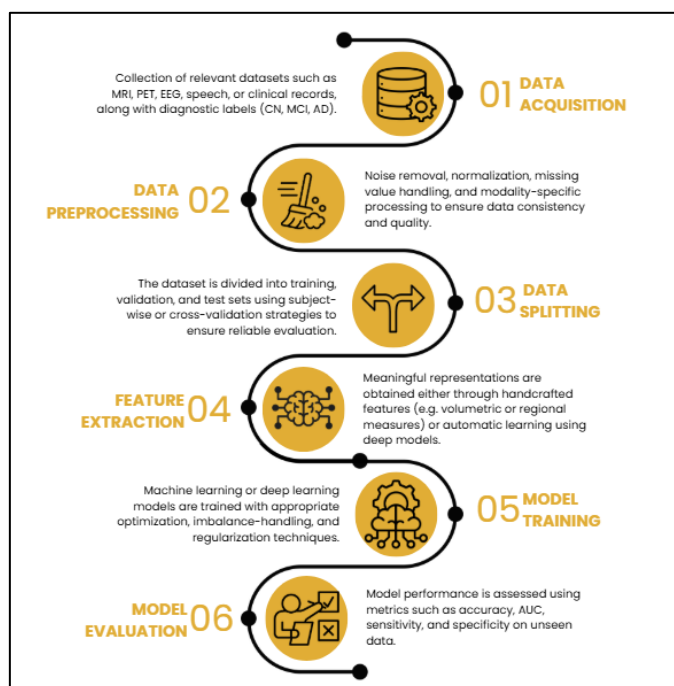 Collection of relevant datasets such as
MRI, PET, EEG, speech, or clinical records,
along with diagnostic labels (CN, MCI, AD).
01 DATA
ACQUISITION
DATA
PREPROCESSING 02
Noise removal, normalization, missing
value handling, and modality-specific
processing to ensure data consistency
and quality.
The dataset is divided into training,
validation, and test sets using subject-
wise or cross-validation strategies to
ensure reliable evaluation.
03 DATA
SPLITTING
FEATURE
EXTRACTION 04
Meaningful representations are
obtained either through handcrafted
features (e.g. volumetric or regional
measures) or automatic learning using
deep models.
Machine learning or deep learning
models are trained with appropriate
optimization, imbalance-handling, and
regularization techniques.
05 MODEL
TRAINING
MODEL
EVALUATION 06
Model performance is assessed using
metrics such as accuracy, AUC,
sensitivity, and specificity on unseen
data.